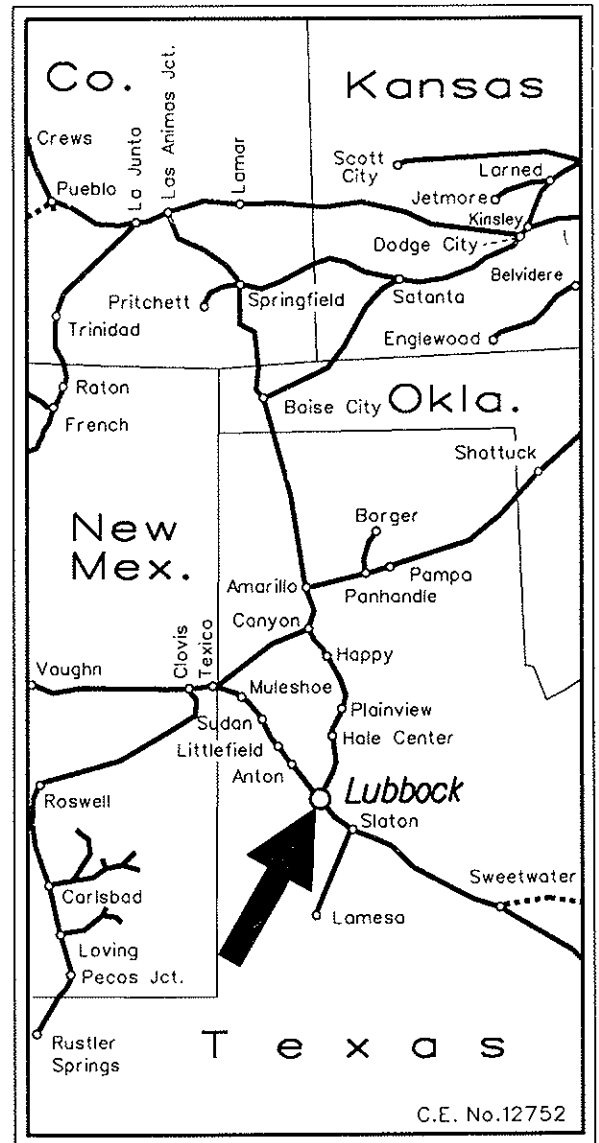 Co.
Kansas
Crews
Pueblo
La Junta
Las Animas Jct.
Lamar
Scott
City
Larned
Jetmore
Kinsley
Dodge City
Belvidere
Pritchett
Springfield
Satanta
Englewood
Trinidad
Raton
French
Boise City
Okla.
Shattuck
New
Mex.
Borger
Amarillo
Pampa
Panhandle
Canyon
Happy
Vaughn
Clovis
Texico
Muleshoe
Sudan
Plainview
Littlefield
Hale Center
Anton
Roswell
Lubbock
Slaton
Carlsbad
Sweetwater
Lamesa
Loving
Pecos Jct.
Rustler
Springs
Texas
C.E. No.12752